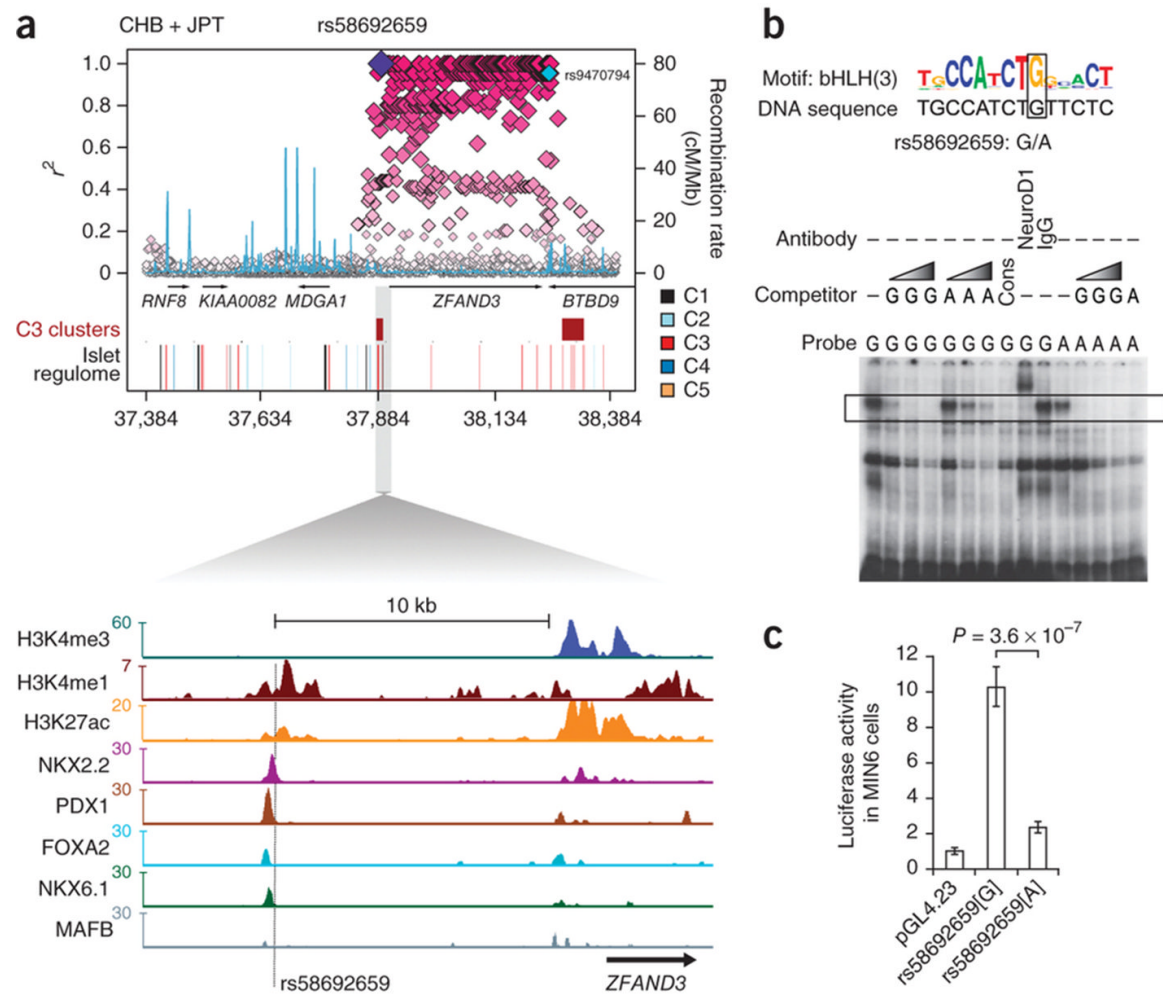 a
CHB + JPT
rs58692659
1.0
0.8
0.6
0.4
0.2
0
r2
rs9470794
80
60
40
20
0
Recombination rate
(cM/Mb)
RNF8 KIAA0082 MDGA1 ZFAND3 BTBD9
C1
C2
C3
C4
C5
C3 clusters
Islet
regulome
37,384 37,634 37,884 38,134 38,384
10 kb
H3K4me3 60
H3K4me1 7
H3K27ac 20
NKX2.2 30
PDX1 30
FOXA2 30
NKX6.1 30
MAFB 30
rs58692659
ZFAND3
b
Motif: bHLH(3) TGCCATCTGGCACT
DNA sequence TGCCATCTGTTCTC
rs58692659: G/A
Antibody – – – – – – – – NeuroD1 IgG – – – – –
Competitor – G G G A A A Cons – – – G G G A
Probe G G G G G G G G G G A A A A A
c
P = 3.6 × 10–7
Luciferase activity
in MIN6 cells
12
10
8
6
4
2
0
pGL4.23
rs58692659[G]
rs58692659[A]